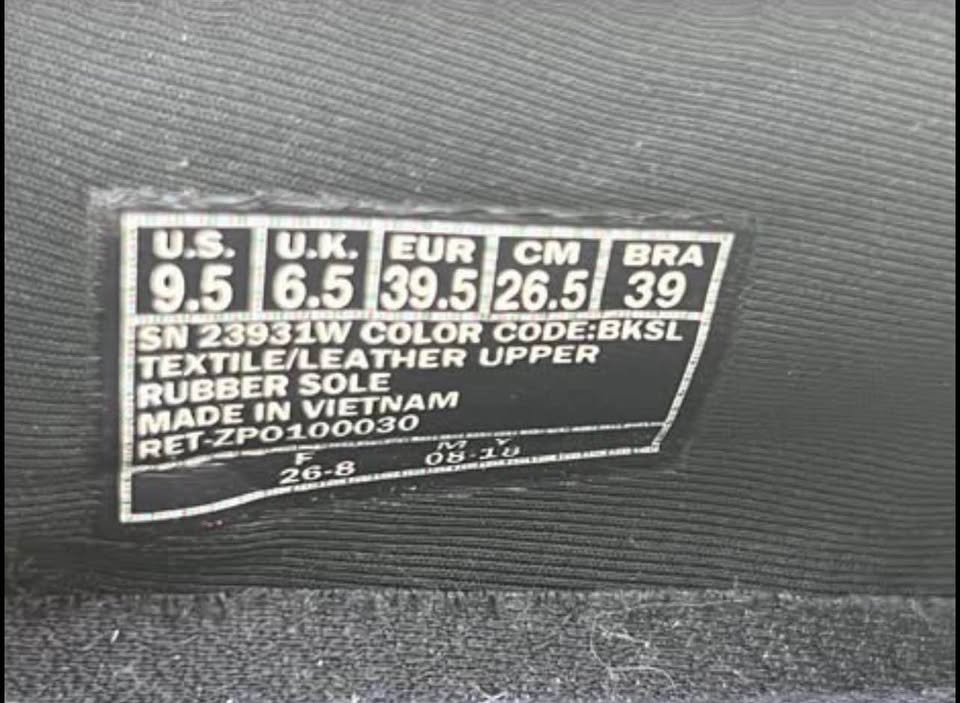 U.S. U.K. EUR CM BRA
9.5 6.5 39.5 26.5 39
SN 23931W COLOR CODE:BKSL
TEXTILE/LEATHER UPPER
RUBBER SOLE
MADE IN VIETNAM
RET-ZPO100030
F M Y
26-8 08-18